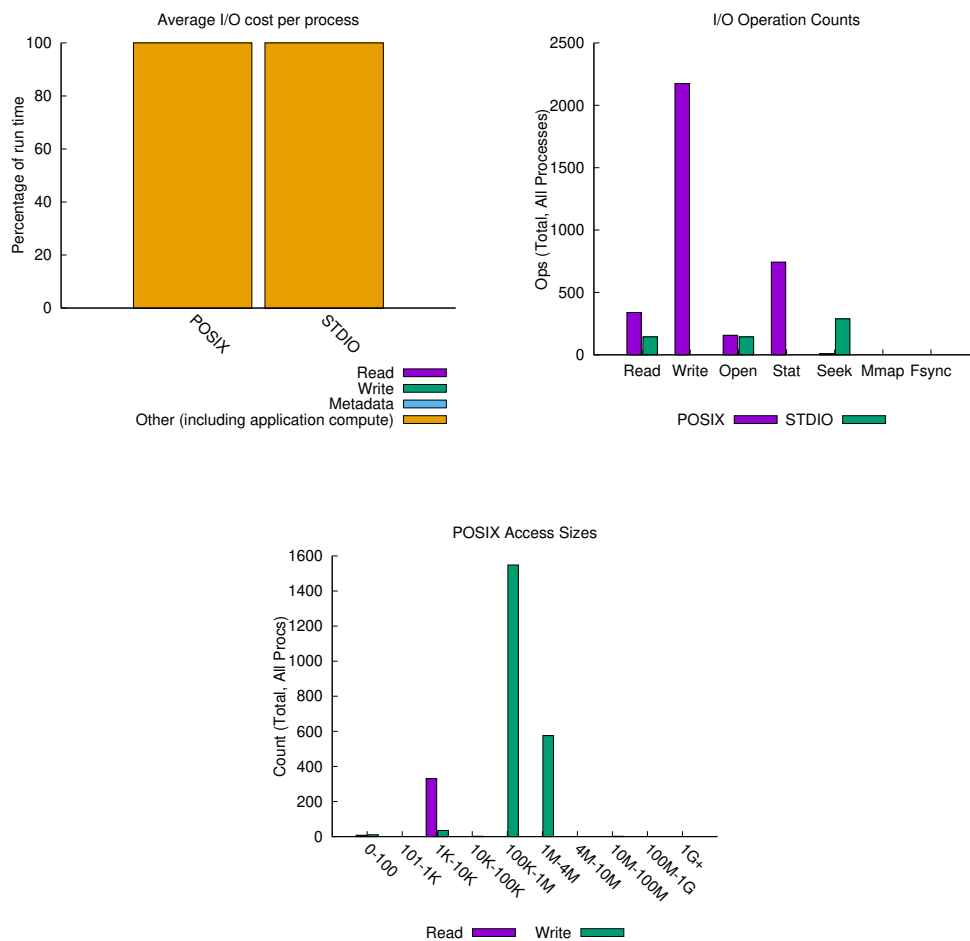 Average I/O cost per process
100
80
60
40
20
0
Percentage of run time
POSIX
STDIO
Read
Write
Metadata
Other (including application compute)
I/O Operation Counts
2500
2000
1500
1000
500
0
Ops (Total, All Processes)
Read Write Open Stat Seek Mmap Fsync
POSIX STDIO
POSIX Access Sizes
1600
1400
1200
1000
800
600
400
200
0
Count (Total, All Procs)
0-100
101-1K
1K-10K
10K-100K
100K-1M
1M-4M
4M-10M
10M-100M
100M-1G
1G+
Read Write